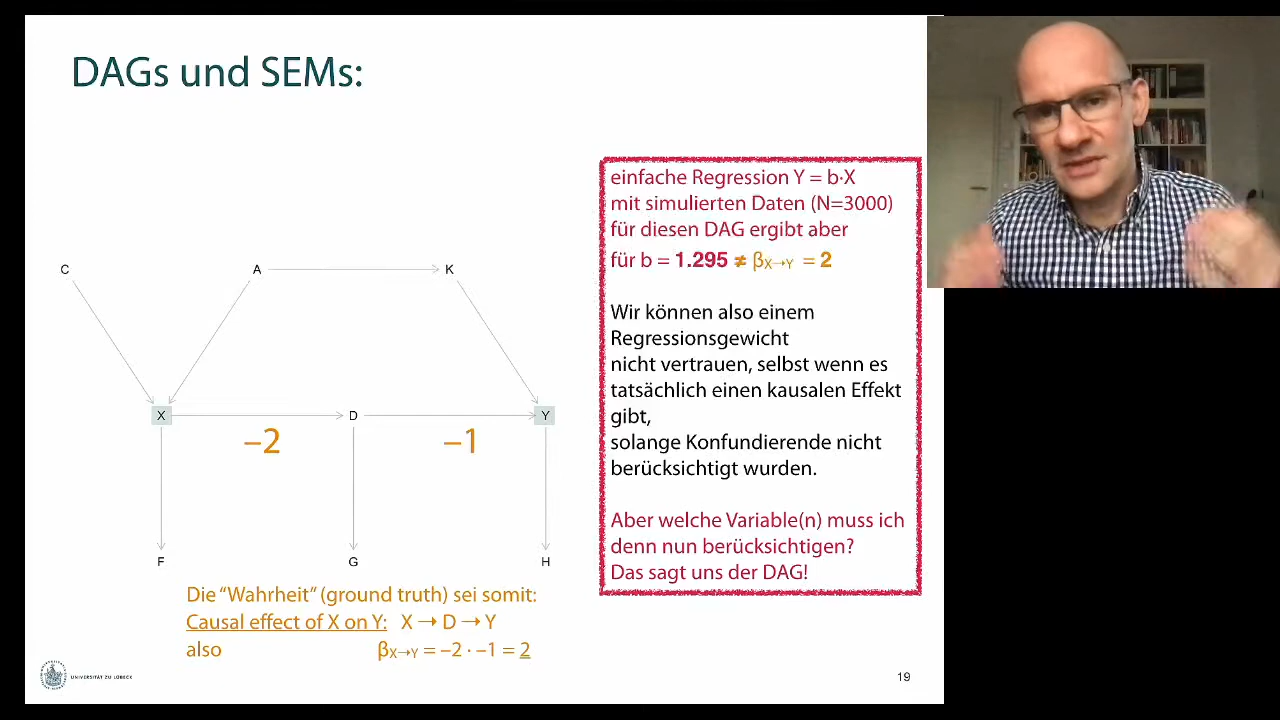 DAGs und SEMs:
einfache Regression Y = b·X
mit simulierten Daten (N=3000)
für diesen DAG ergibt aber
für b = 1.295 ≠ βX→Y = 2
Wir können also einem
Regressionsgewicht
nicht vertrauen, selbst wenn es
tatsächlich einen kausalen Effekt
gibt,
solange Konfundierende nicht
berücksichtigt wurden.
Aber welche Variable(n) muss ich
denn nun berücksichtigen?
Das sagt uns der DAG!
C A K
X D Y
–2 –1
F G H
Die “Wahrheit” (ground truth) sei somit:
Causal effect of X on Y: X → D → Y
also βX→Y = –2 · –1 = 2
UNIVERSITÄT ZU LÜBECK
19